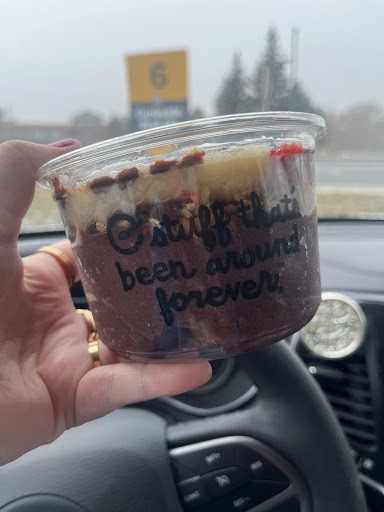 6
stuff that's
been around
forever.